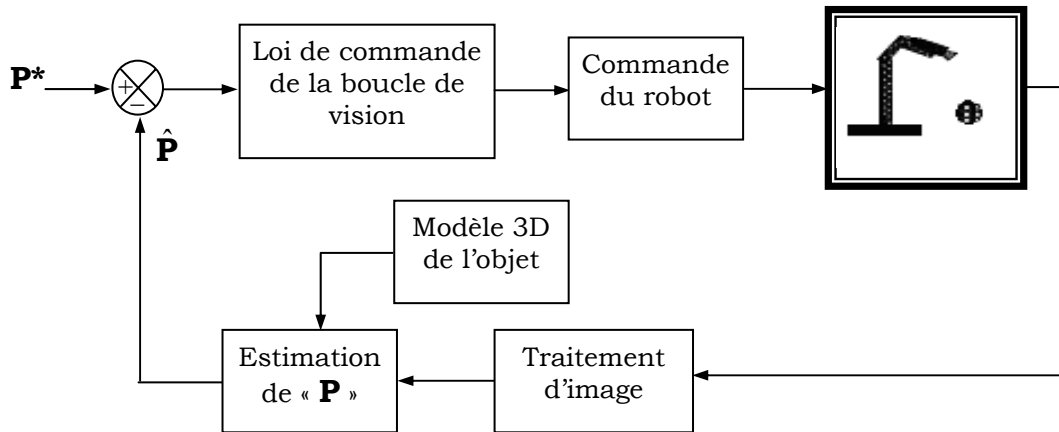 P*
+
−
Loi de commande
de la boucle de
vision
Commande
du robot
P̂
Modèle 3D
de l’objet
Estimation
de « P »
Traitement
d’image